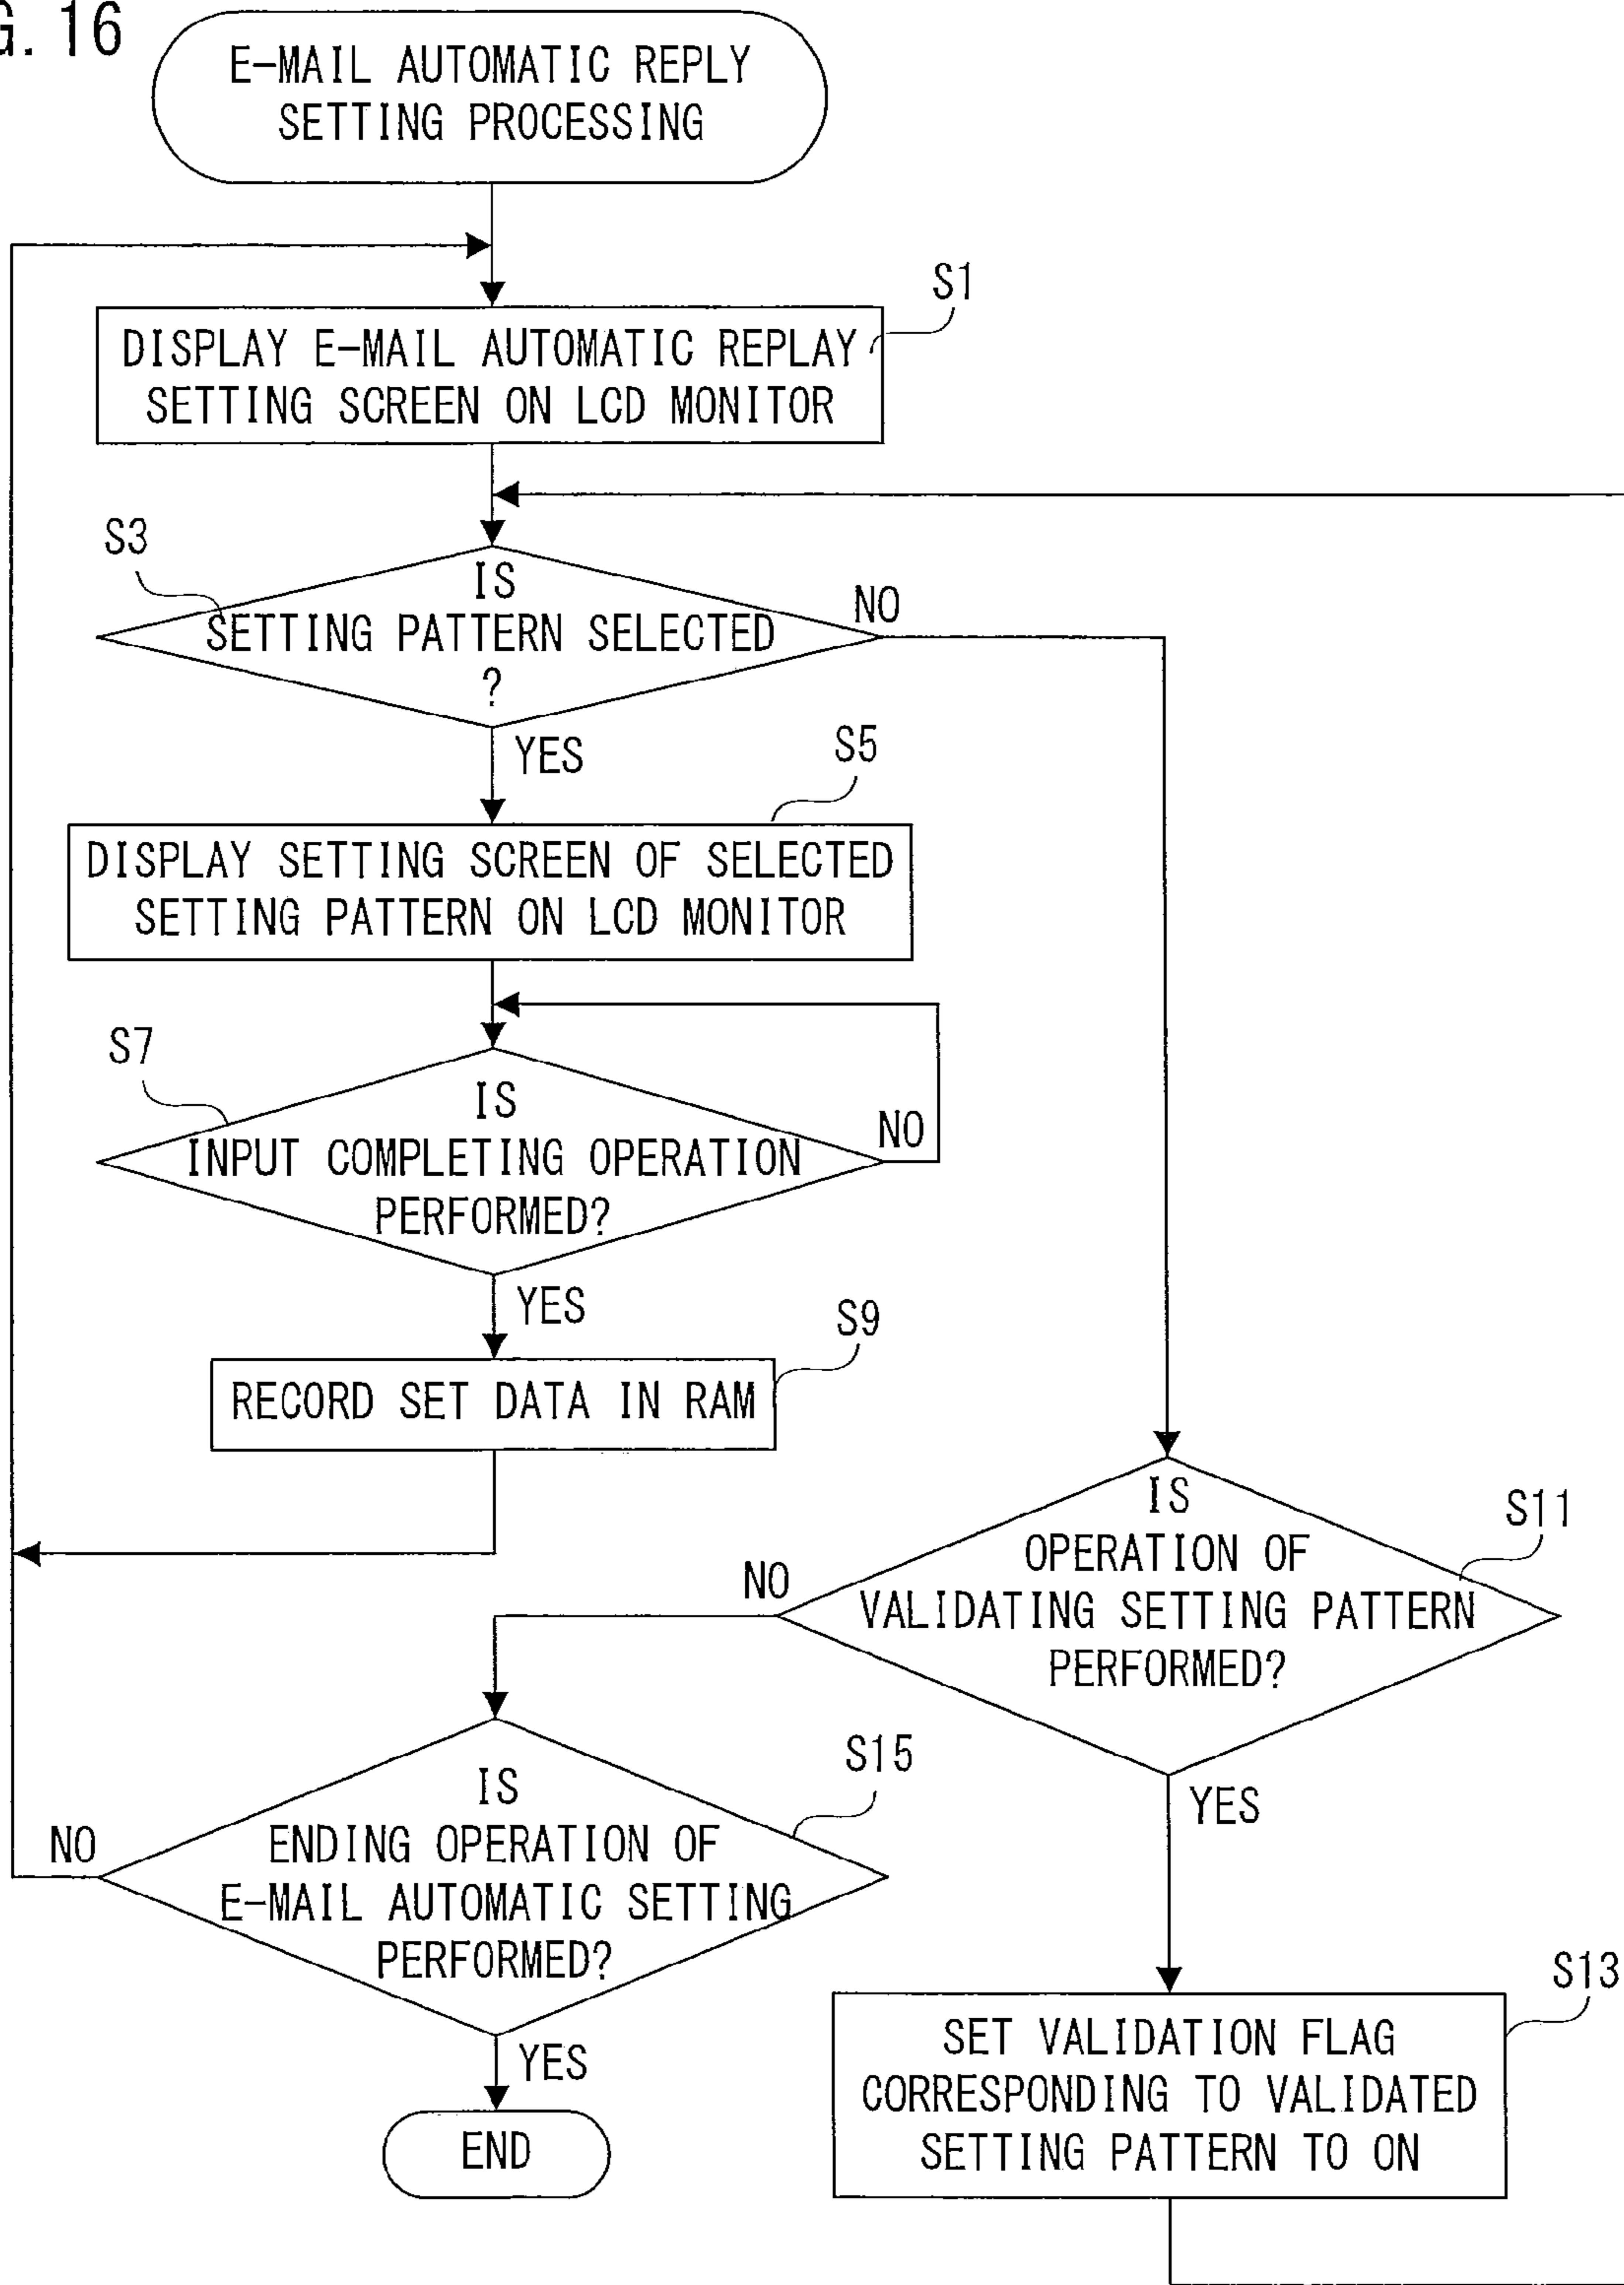 G. 16
E-MAIL AUTOMATIC REPLY
SETTING PROCESSING
S1
DISPLAY E-MAIL AUTOMATIC REPLAY
SETTING SCREEN ON LCD MONITOR
S3
IS
SETTING PATTERN SELECTED
?
NO
YES
S5
DISPLAY SETTING SCREEN OF SELECTED
SETTING PATTERN ON LCD MONITOR
S7
IS
INPUT COMPLETING OPERATION
PERFORMED?
NO
YES
S9
RECORD SET DATA IN RAM
S11
IS
OPERATION OF
VALIDATING SETTING PATTERN
PERFORMED?
NO
YES
S15
IS
ENDING OPERATION OF
E-MAIL AUTOMATIC SETTING
PERFORMED?
NO
YES
END
S13
SET VALIDATION FLAG
CORRESPONDING TO VALIDATED
SETTING PATTERN TO ON